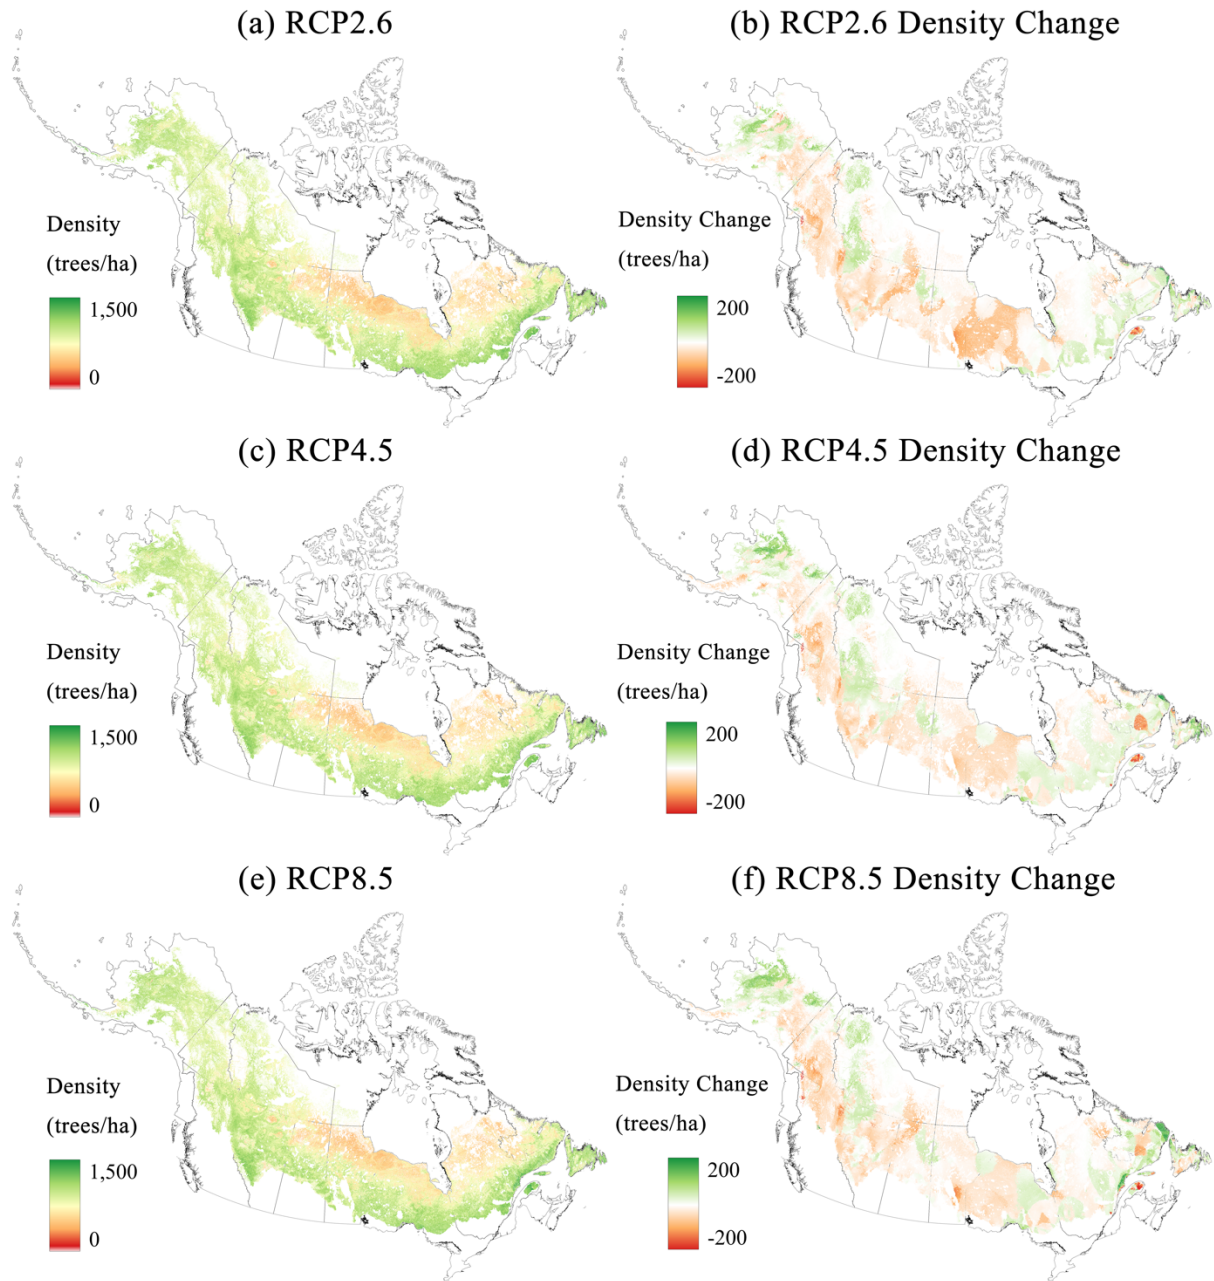 (a) RCP2.6
(b) RCP2.6 Density Change
Density
(trees/ha)
1,500
0
Density Change
(trees/ha)
200
-200
(c) RCP4.5
(d) RCP4.5 Density Change
Density
(trees/ha)
1,500
0
Density Change
(trees/ha)
200
-200
(e) RCP8.5
(f) RCP8.5 Density Change
Density
(trees/ha)
1,500
0
Density Change
(trees/ha)
200
-200